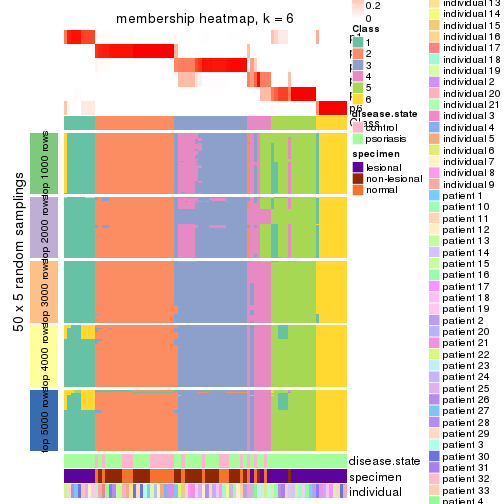 membership heatmap, k = 6
0.2
0
Class
1
2
3
4
5
6
disease.state
control
psoriasis
specimen
lesional
non-lesional
normal
50 x 5 random samplings
top 1000 rows
top 2000 rows
top 3000 rows
top 4000 rows
top 5000 rows
disease.state
specimen
individual
individual 13
individual 14
individual 15
individual 16
individual 17
individual 18
individual 19
individual 2
individual 20
individual 21
individual 3
individual 4
individual 5
individual 6
individual 7
individual 8
individual 9
patient 1
patient 10
patient 11
patient 12
patient 13
patient 14
patient 15
patient 16
patient 17
patient 18
patient 19
patient 2
patient 20
patient 21
patient 22
patient 23
patient 24
patient 25
patient 26
patient 27
patient 28
patient 29
patient 3
patient 30
patient 31
patient 32
patient 33
patient 4